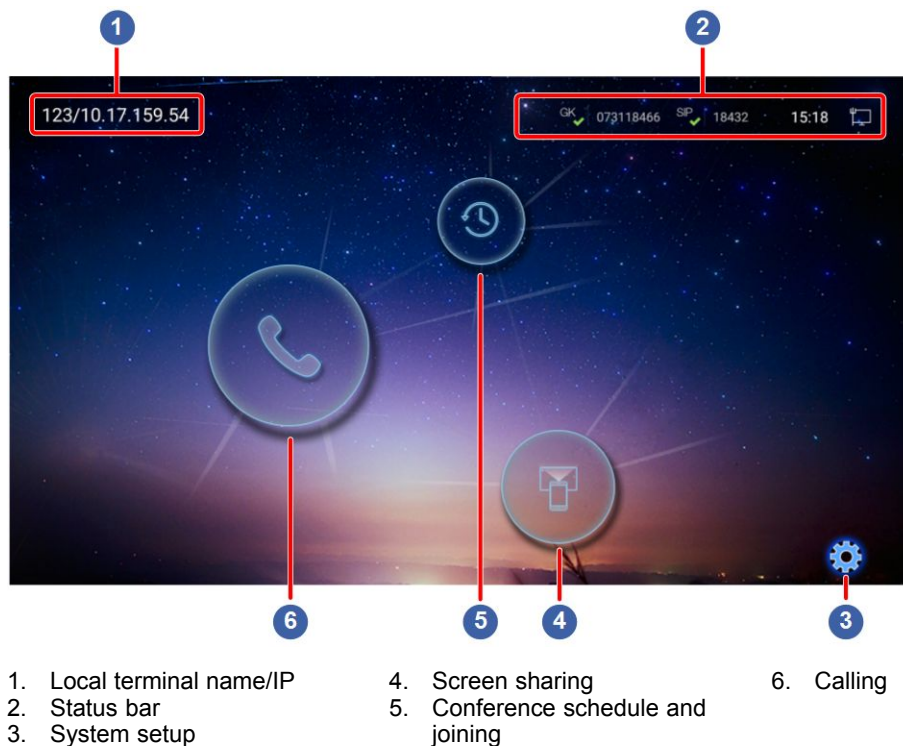 1 2
123/10.17.159.54 GK 073118466 SIP 18432 15:18
6 5 4 3
1. Local terminal name/IP
2. Status bar
3. System setup
4. Screen sharing
5. Conference schedule and
joining
6. Calling